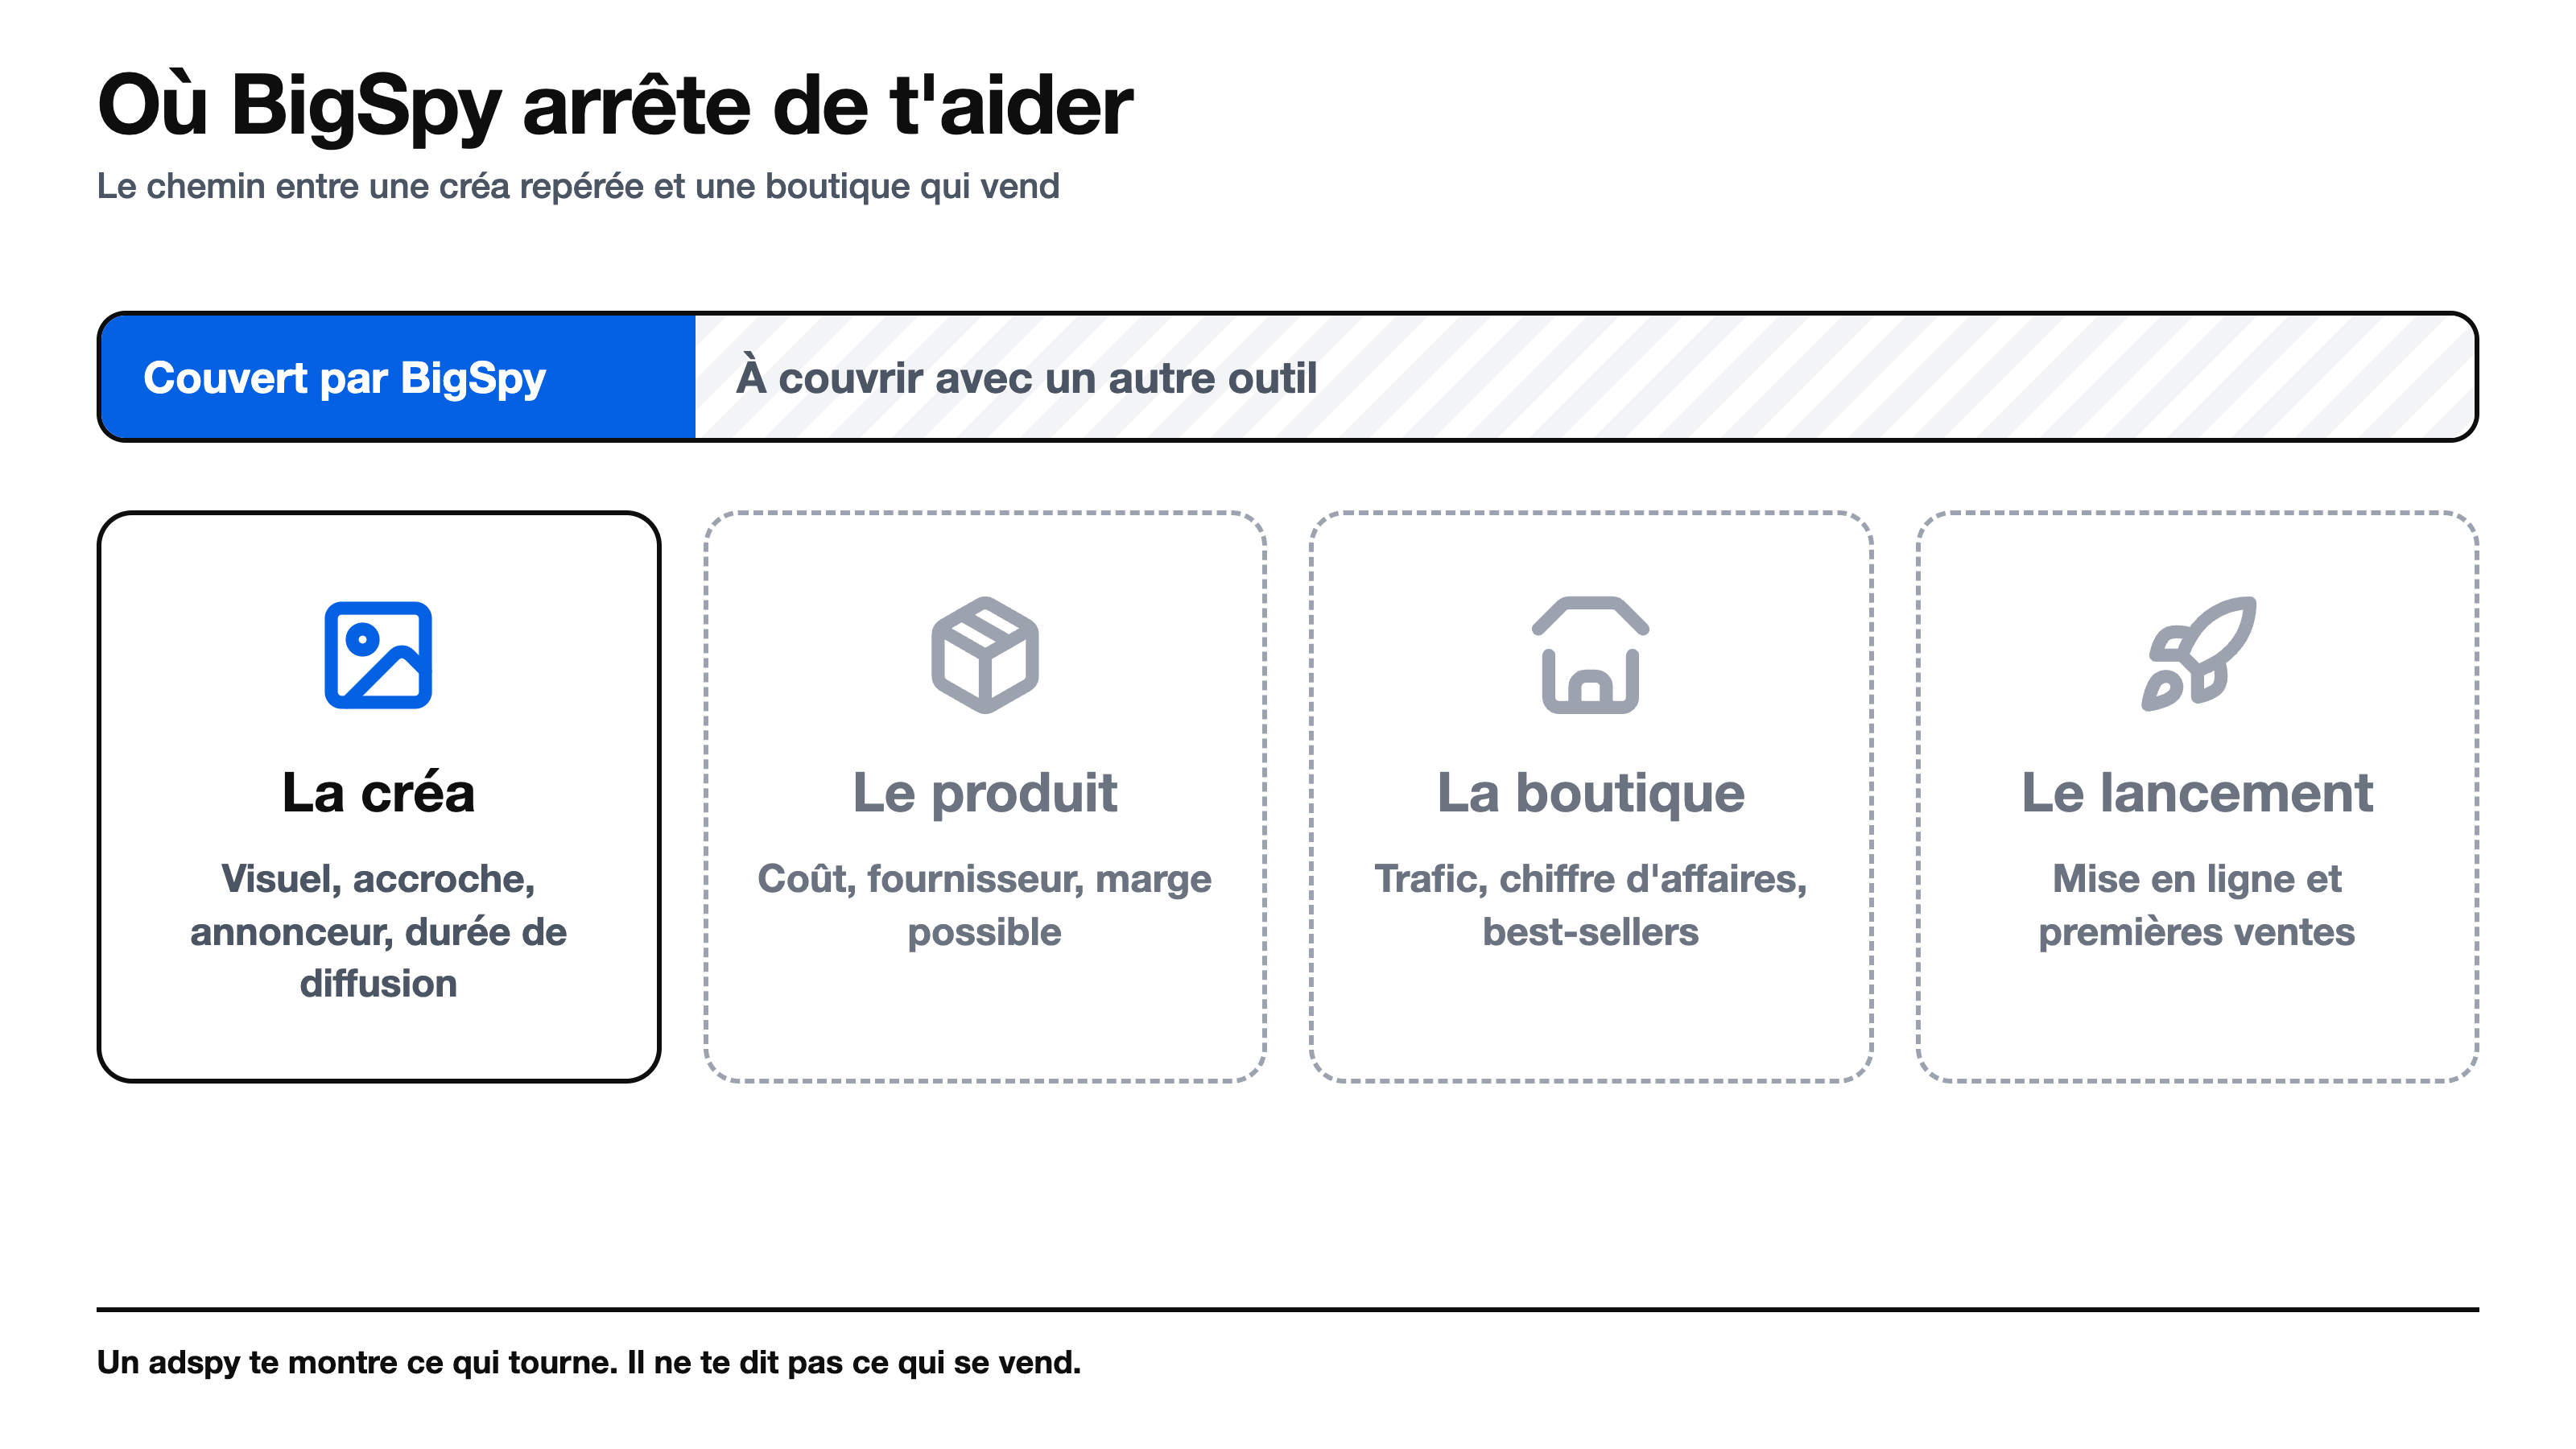 Où BigSpy arrête de t'aider
Le chemin entre une créa repérée et une boutique qui vend
Couvert par BigSpy
À couvrir avec un autre outil
La créa
Visuel, accroche,
annonceur, durée de
diffusion
Le produit
Coût, fournisseur, marge
possible
La boutique
Trafic, chiffre d'affaires,
best-sellers
Le lancement
Mise en ligne et
premières ventes
Un adspy te montre ce qui tourne. Il ne te dit pas ce qui se vend.